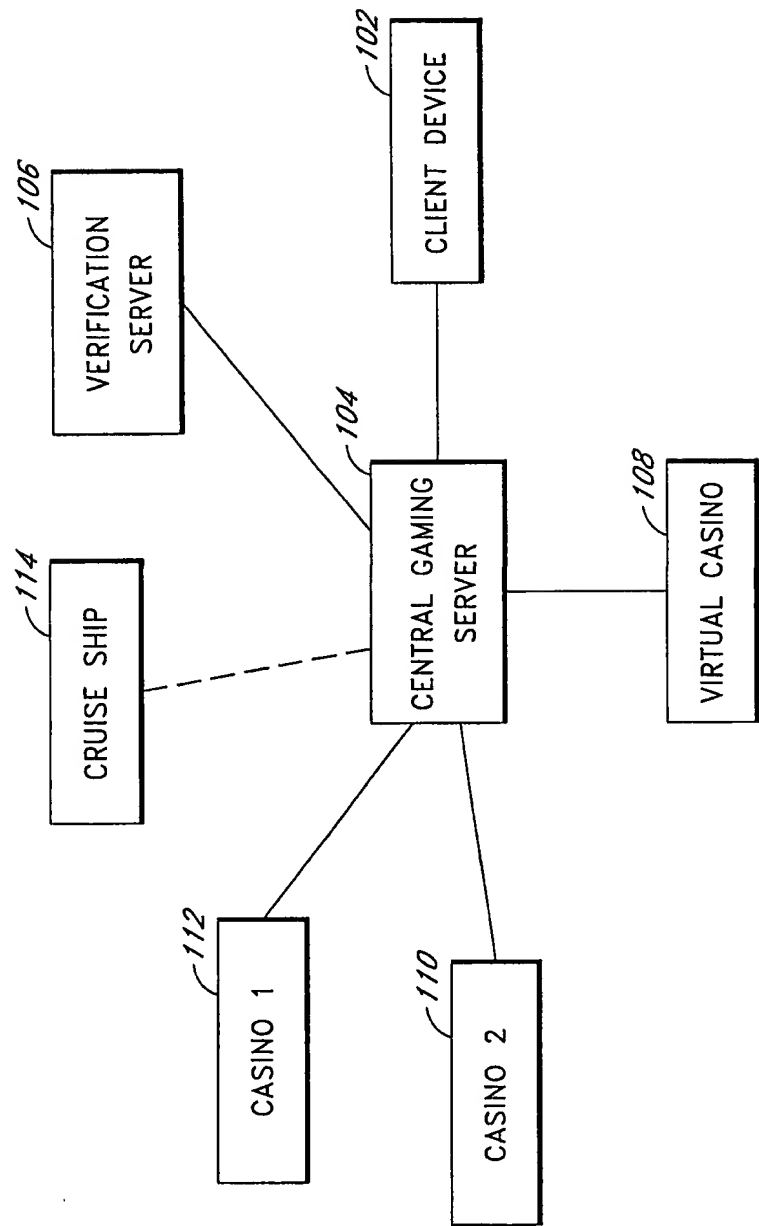 114
CRUISE SHIP
106
VERIFICATION
SERVER
112
CASINO 1
104
CENTRAL GAMING
SERVER
102
CLIENT DEVICE
110
CASINO 2
108
VIRTUAL CASINO